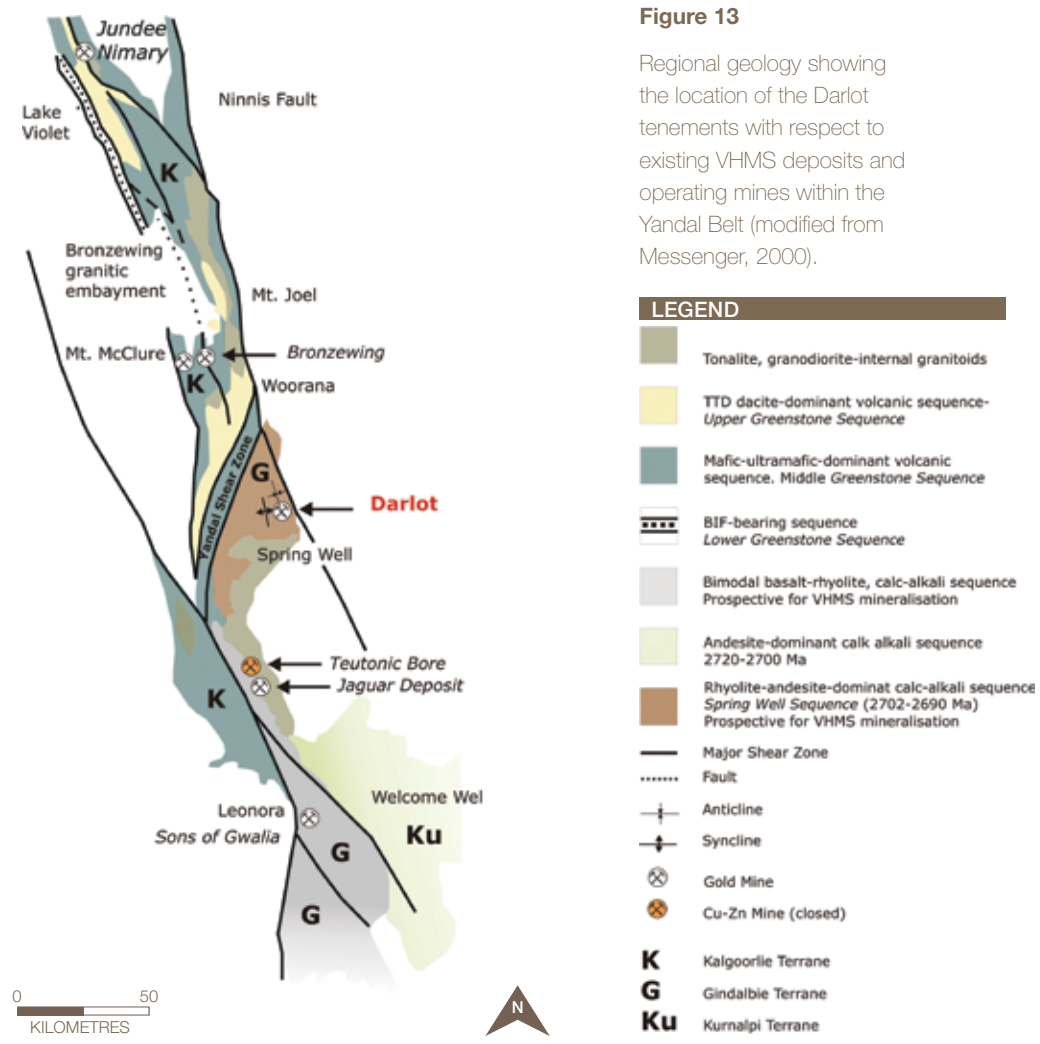 Jundee
Nimary
Ninnis Fault
Lake
Violet
K
Bronzewing
granitic
embayment
Mt. Joel
Mt. McClure
Bronzewing
K
Woorana
Yandal Shear Zone
G
Darlot
Spring Well
Teutonic Bore
Jaguar Deposit
K
Welcome Wel
Leonora
Sons of Gwalia
Ku
G
G
0 50
KILOMETRES
N
Figure 13
Regional geology showing
the location of the Darlot
tenements with respect to
existing VHMS deposits and
operating mines within the
Yandal Belt (modified from
Messenger, 2000).
LEGEND
Tonalite, granodiorite-internal granitoids
TTD dacite-dominant volcanic sequence-
Upper Greenstone Sequence
Mafic-ultramafic-dominant volcanic
sequence. Middle Greenstone Sequence
BIF-bearing sequence
Lower Greenstone Sequence
Bimodal basalt-rhyolite, calc-alkali sequence
Prospective for VHMS mineralisation
Andesite-dominant calk alkali sequence
2720-2700 Ma
Rhyolite-andesite-dominat calc-alkali sequence
Spring Well Sequence (2702-2690 Ma)
Prospective for VHMS mineralisation
Major Shear Zone
Fault
Anticline
Syncline
Gold Mine
Cu-Zn Mine (closed)
K Kalgoorlie Terrane
G Gindalbie Terrane
Ku Kurnalpi Terrane